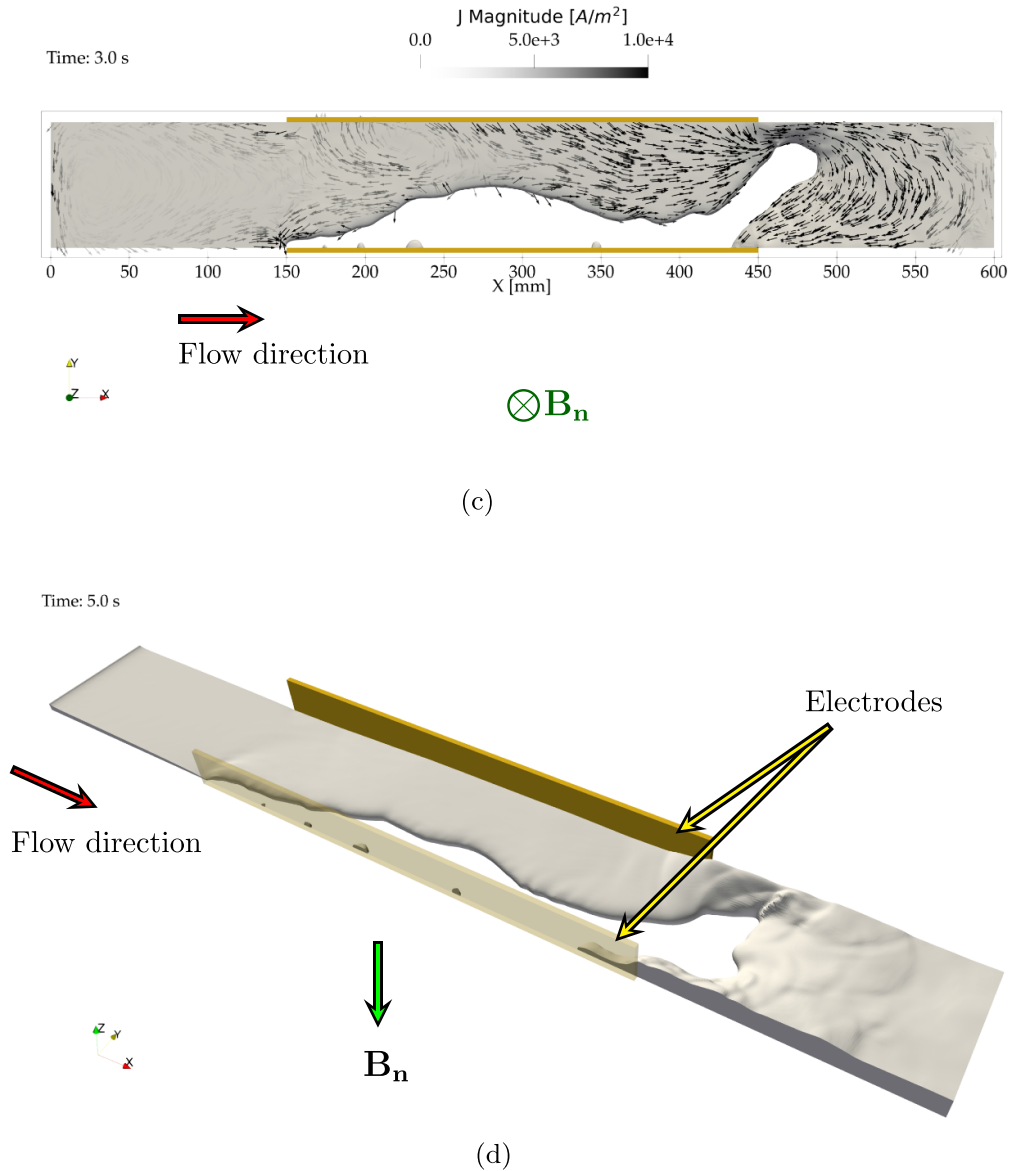 J Magnitude [A/m²]
0.0 5.0e+3 1.0e+4
Time: 3.0 s
0 50 100 150 200 250 300 350 400 450 500 550 600
X [mm]
Flow direction
Y
Z X
⊗ Bn
(c)
Time: 5.0 s
Electrodes
Flow direction
Z Y
X
Bn
(d)